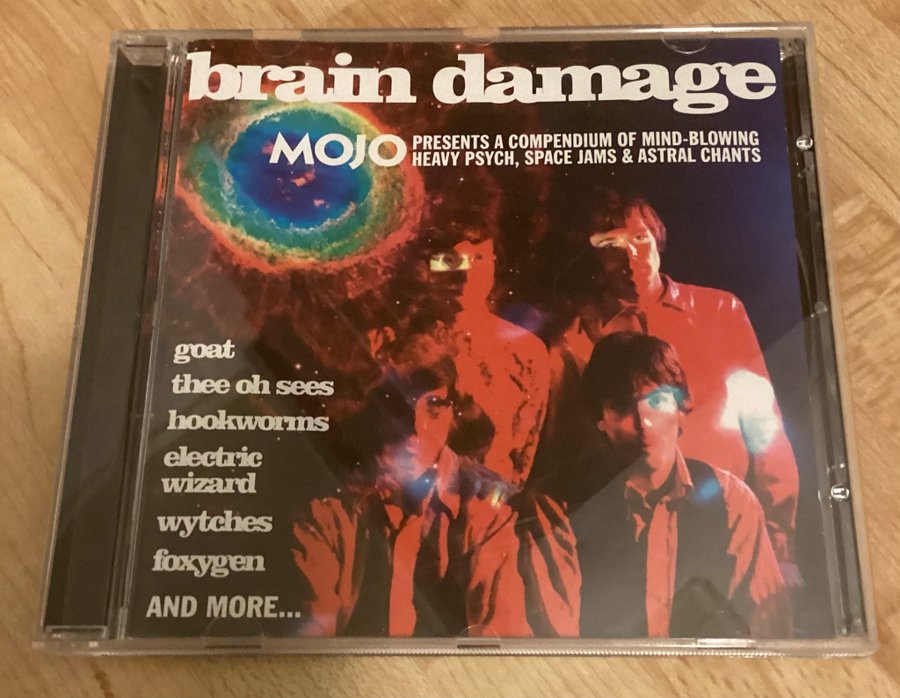 brain damage
MOJO PRESENTS A COMPENDIUM OF MIND-BLOWING
HEAVY PSYCH, SPACE JAMS & ASTRAL CHANTS
goat
thee oh sees
hookworms
electric
wizard
wytches
foxygen
AND MORE...